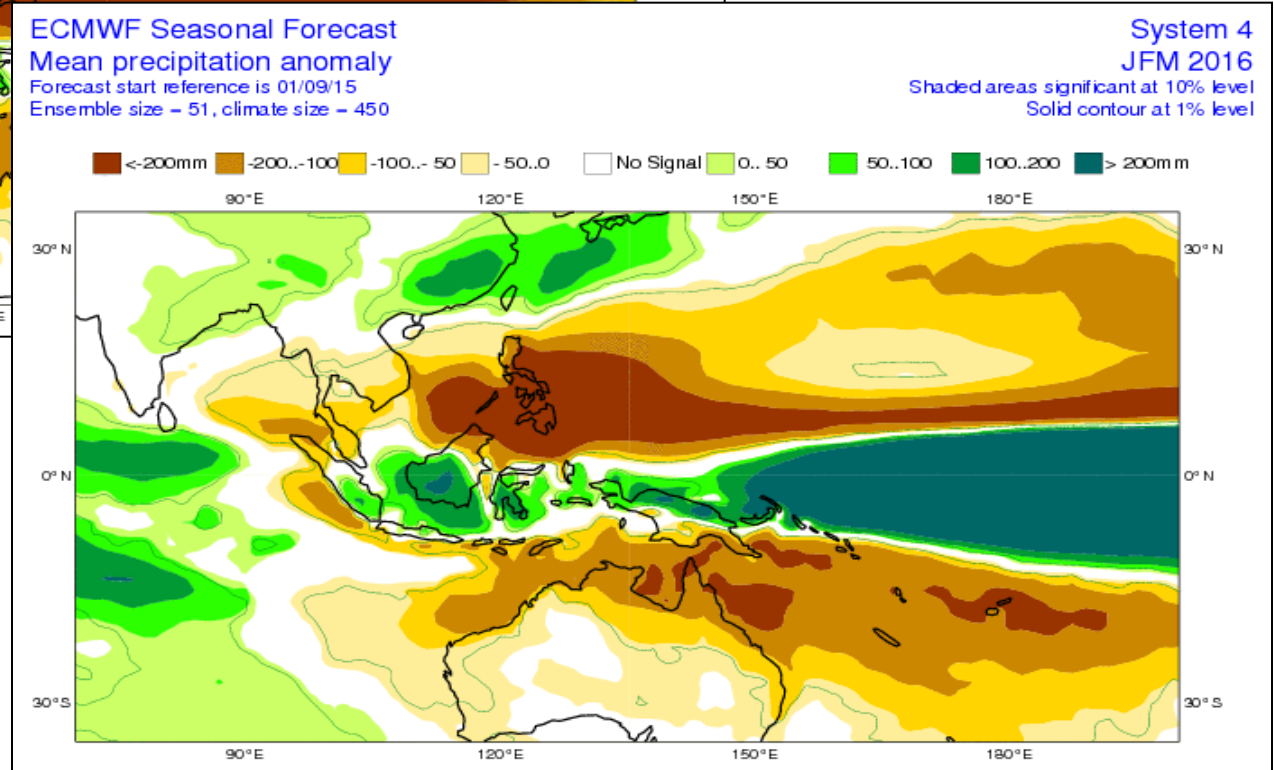 ECMWF Seasonal Forecast
System 4
Mean precipitation anomaly
JFM 2016
Forecast start reference is 01/09/15
Shaded areas significant at 10% level
Ensemble size = 51, climate size = 450
Solid contour at 1% level
<-200mm -200..-100 -100..- 50 - 50..0 No Signal 0.. 50 50..100 100..200 > 200mm
90°E 120°E 150°E 180°E
30° N 30° N
E
0° N 0° N
30° S 30° S
90°E 120°E 150°E 180°E